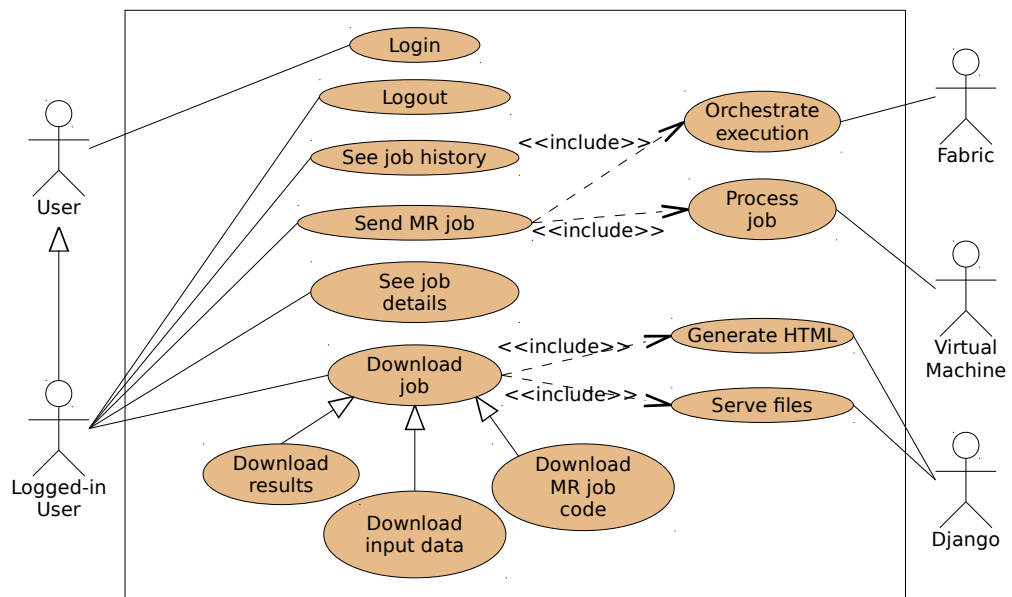 Login
Logout
See job history
Send MR job
See job
details
Download
job
Download
results
Download
input data
Download
MR job
code
<<include>>
<<include>>
<<include>>
<<include>>
Orchestrate
execution
Process
job
Generate HTML
Serve files
User
Logged-in
User
Fabric
Virtual
Machine
Django